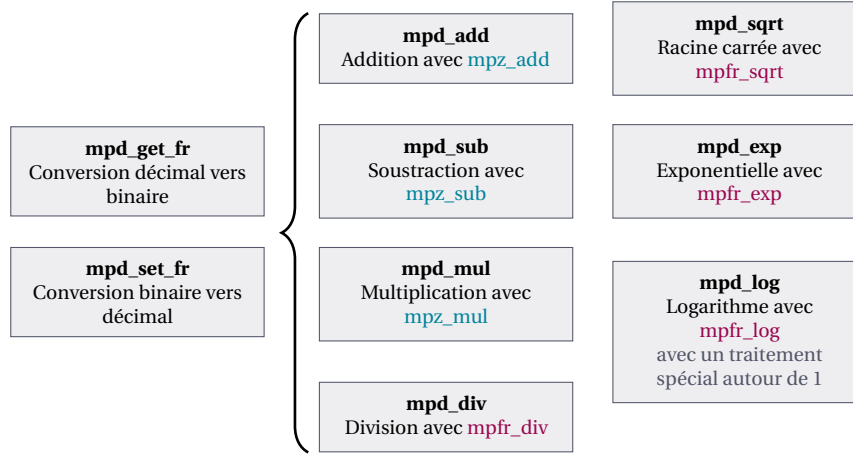 mpd_get_fr
Conversion décimal vers
binaire
mpd_set_fr
Conversion binaire vers
décimal
mpd_add
Addition avec mpz_add
mpd_sub
Soustraction avec
mpz_sub
mpd_mul
Multiplication avec
mpz_mul
mpd_div
Division avec mpfr_div
mpd_sqrt
Racine carrée avec
mpfr_sqrt
mpd_exp
Exponentielle avec
mpfr_exp
mpd_log
Logarithme avec
mpfr_log
avec un traitement
spécial autour de 1